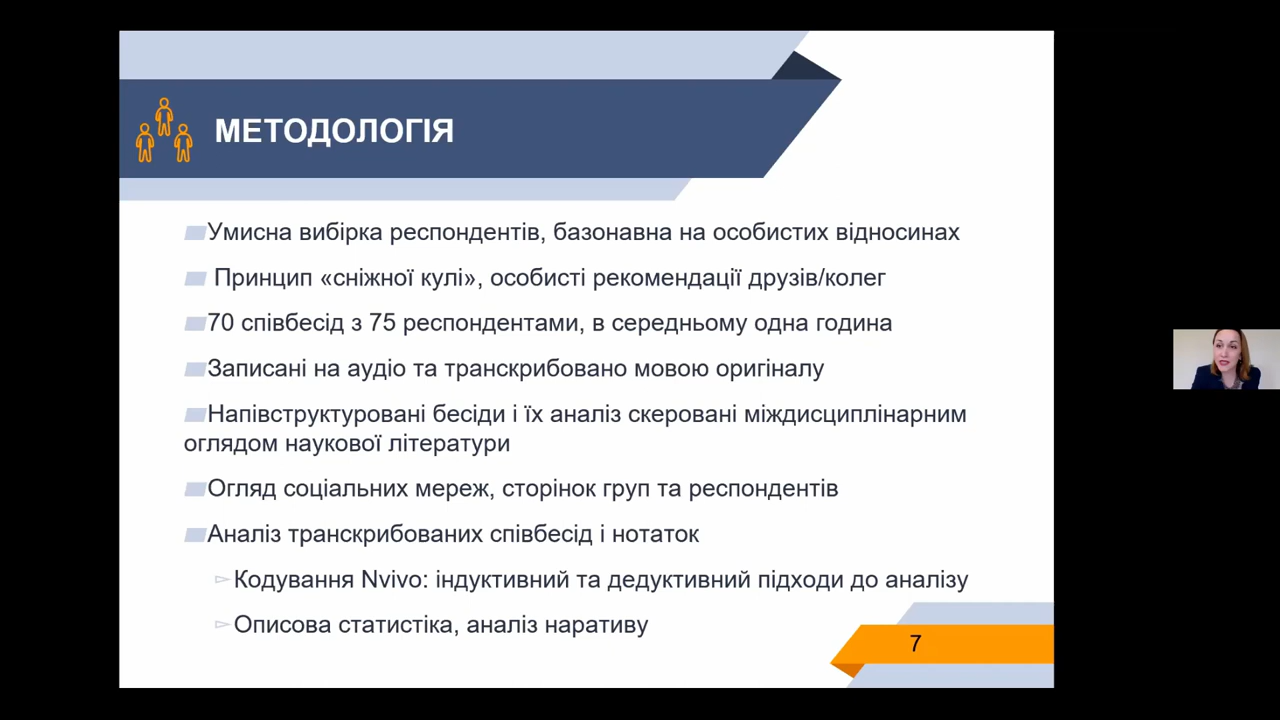 МЕТОДОЛОГІЯ
Умисна вибірка респондентів, базонавна на особистих відносинах
Принцип «сніжної кулі», особисті рекомендації друзів/колег
70 співбесід з 75 респондентами, в середньому одна година
Записані на аудіо та транскрибовано мовою оригіналу
Напівструктуровані бесіди і їх аналіз скеровані міждисциплінарним
оглядом наукової літератури
Огляд соціальних мереж, сторінок груп та респондентів
Аналіз транскрибованих співбесід і нотаток
Кодування Nvivo: індуктивний та дедуктивний підходи до аналізу
Описова статистіка, аналіз наративу
7